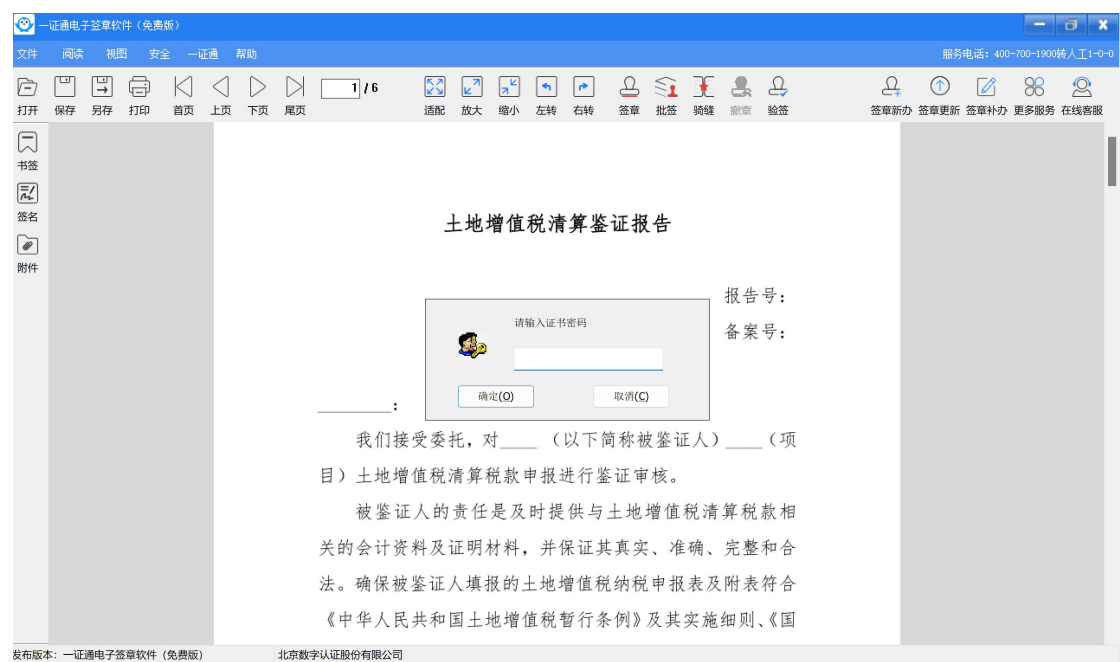 一证通电子签章软件（免费版）
文件 阅读 视图 安全 一证通 帮助 服务电话：400-700-1900转人工1-0-0
1 / 6
打开 保存 另存 打印 首页 上页 下页 尾页 适配 放大 缩小 左转 右转 签章 批签 骑缝 撤章 验签 签章新办 签章更新 签章补办 更多服务 在线客服
书签
签名
附件
土地增值税清算鉴证报告
报告号：
备案号：
请输入证书密码
确定(O) 取消(C)
________：
我们接受委托，对____（以下简称被鉴证人）____（项
目）土地增值税清算税款申报进行鉴证审核。
被鉴证人的责任是及时提供与土地增值税清算税款相
关的会计资料及证明材料，并保证其真实、准确、完整和合
法。确保被鉴证人填报的土地增值税纳税申报表及附表符合
《中华人民共和国土地增值税暂行条例》及其实施细则、《国
发布版本：一证通电子签章软件（免费版） 北京数字认证股份有限公司